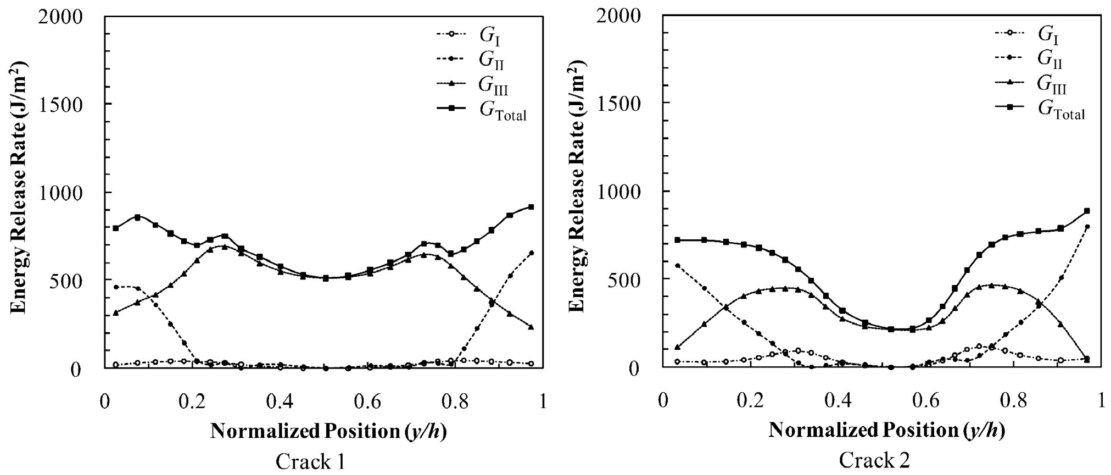 2000
1500
1000
500
0
Energy Release Rate (J/m²)
G_I
G_II
G_III
G_Total
0
0.2
0.4
0.6
0.8
1
Normalized Position (y/h)
Crack 1
2000
1500
1000
500
0
Energy Release Rate (J/m²)
G_I
G_II
G_III
G_Total
0
0.2
0.4
0.6
0.8
1
Normalized Position (y/h)
Crack 2